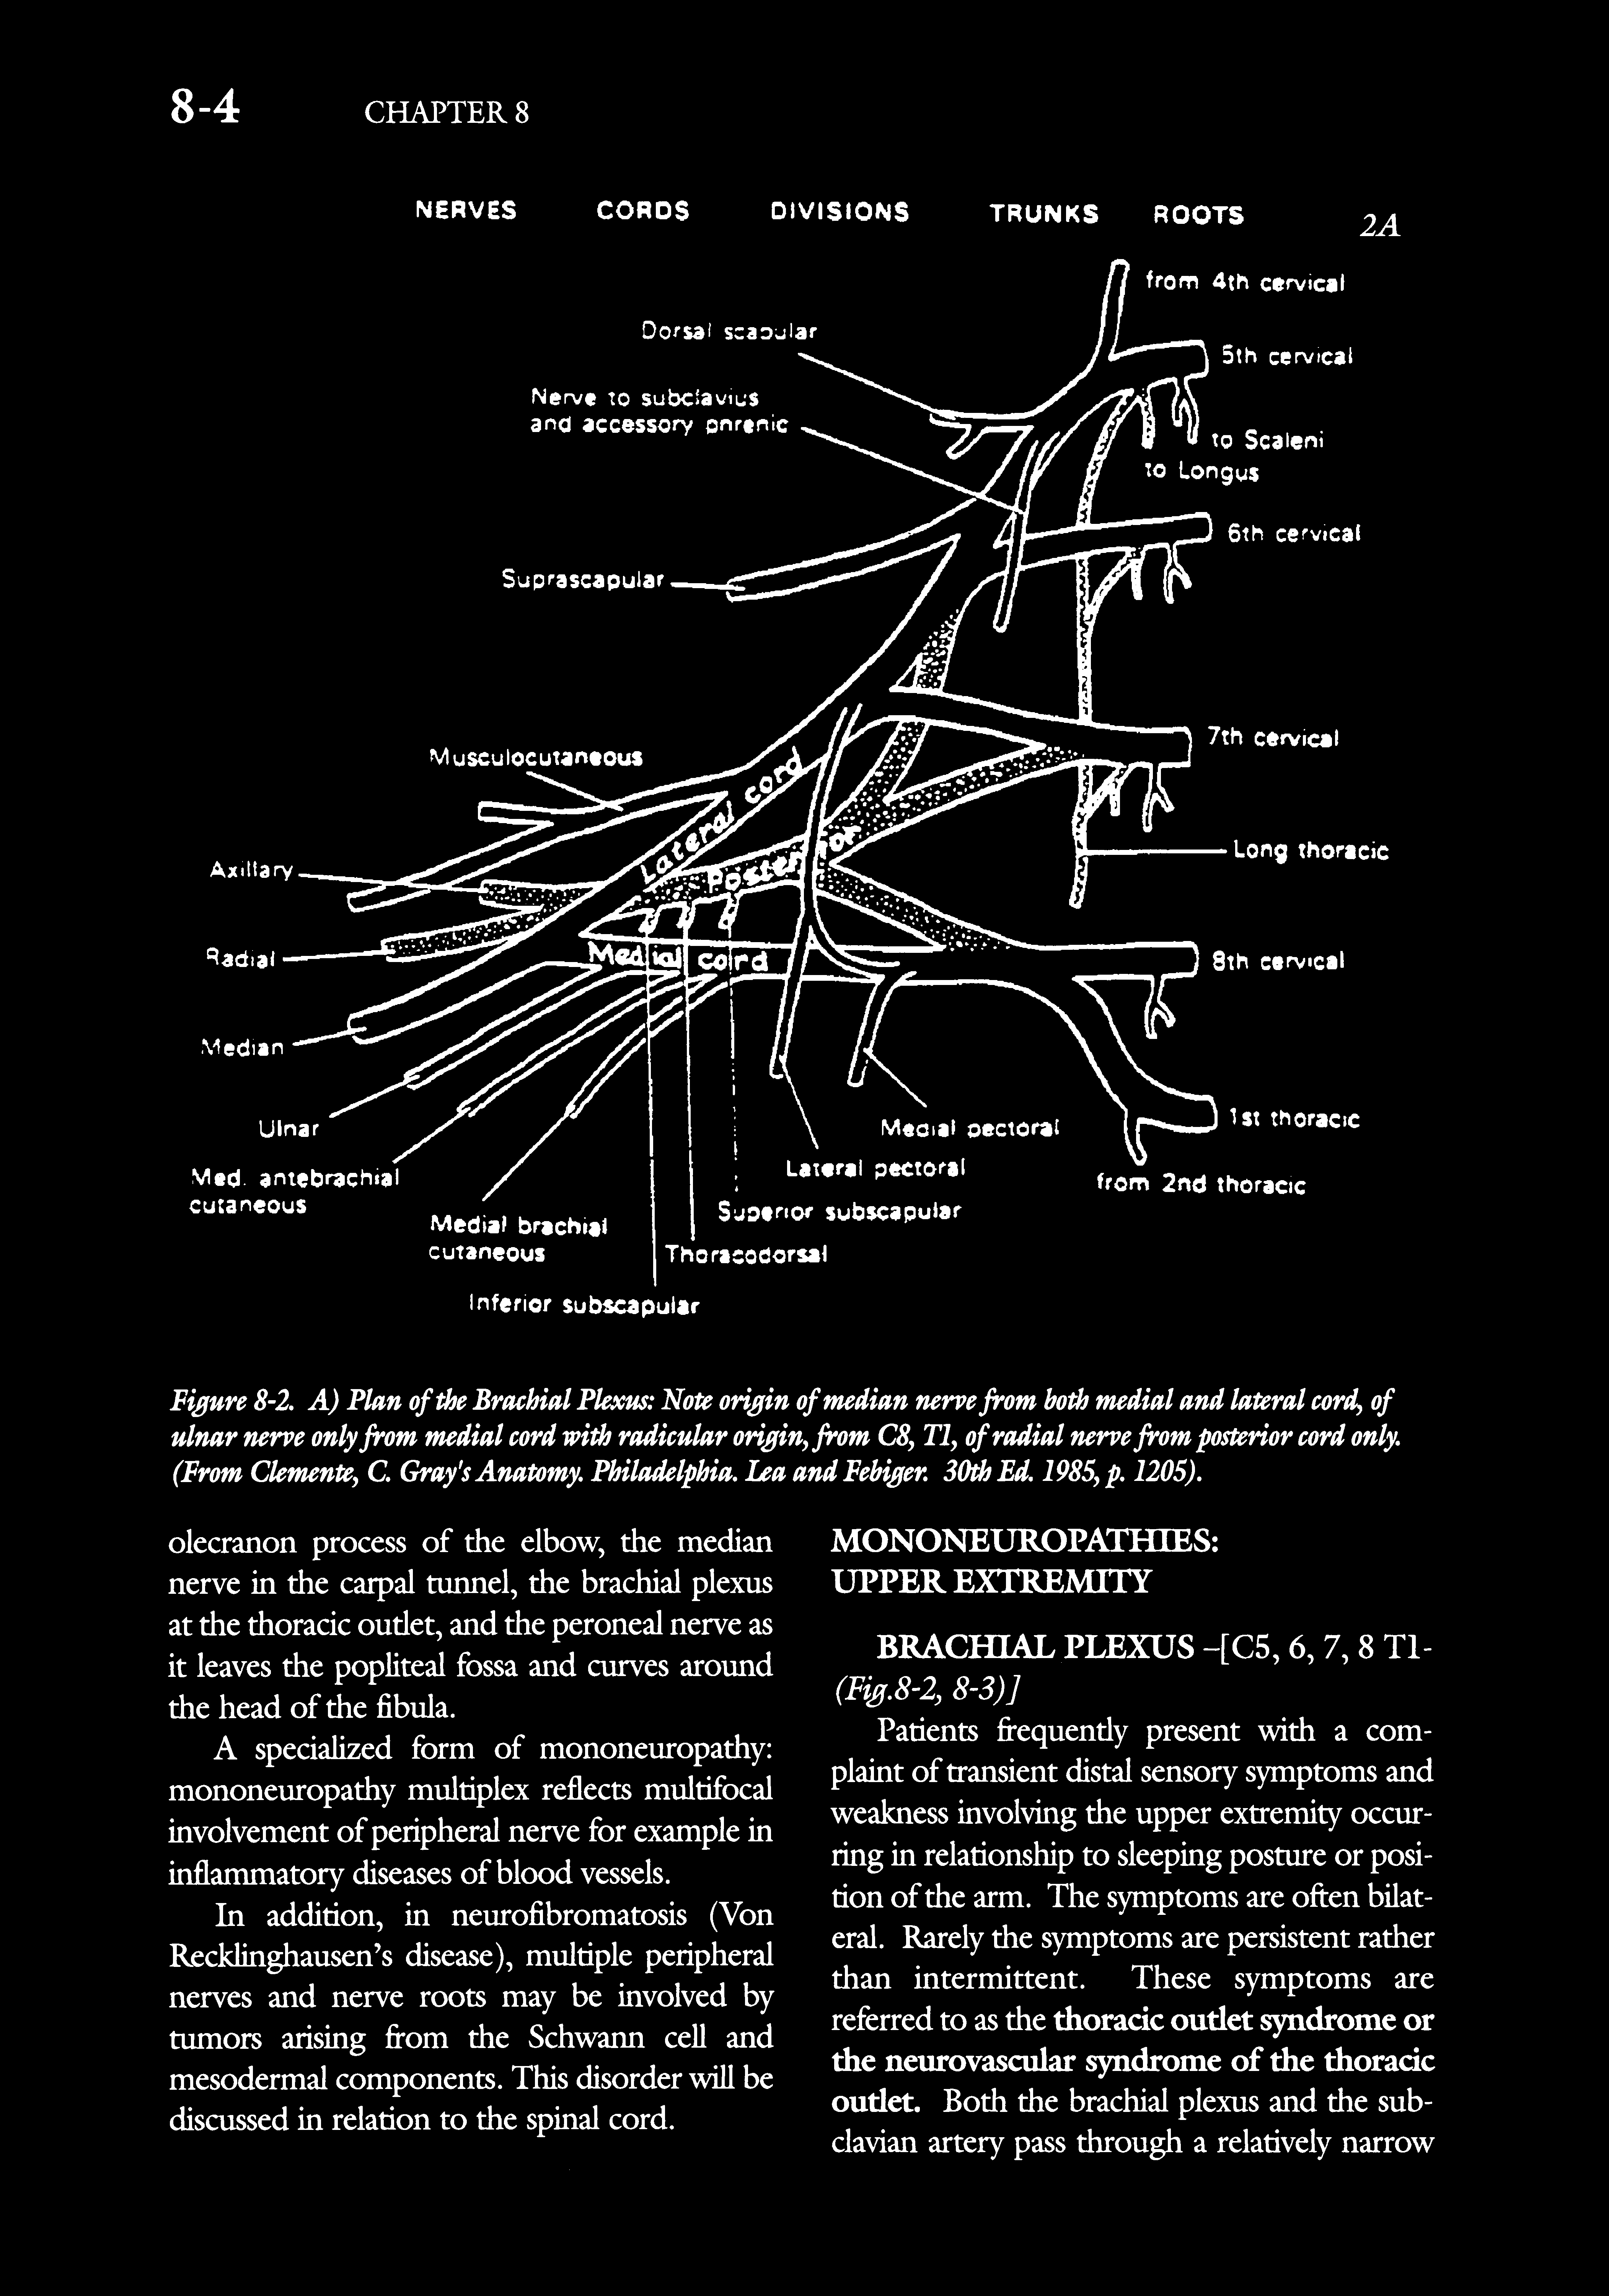 8-4 CHAPTER 8
NERVES CORDS DIVISIONS TRUNKS ROOTS 2A
from 4th cervical
Dorsal scapular
5th cervical
Nerve to subclavius
and accessory phrenic
to Scaleni
to Longus
6th cervical
Suprascapular
7th cervical
Musculocutaneous
Lateral cord
Long thoracic
Axillary
Posterior
Radial
Medial cord
8th cervical
Median
Ulnar
Medial pectoral
1st thoracic
Lateral pectoral
Med. antebrachial
cutaneous
from 2nd thoracic
Superior subscapular
Medial brachial
cutaneous
Thoracodorsal
Inferior subscapular
Figure 8-2. A) Plan of the Brachial Plexus: Note origin of median nerve from both medial and lateral cord, of
ulnar nerve only from medial cord with radicular origin, from C8, T1, of radial nerve from posterior cord only.
(From Clemente, C. Gray's Anatomy. Philadelphia. Lea and Febiger. 30th Ed. 1985, p. 1205).
olecranon process of the elbow, the median
nerve in the carpal tunnel, the brachial plexus
at the thoracic outlet, and the peroneal nerve as
it leaves the popliteal fossa and curves around
the head of the fibula.
A specialized form of mononeuropathy:
mononeuropathy multiplex reflects multifocal
involvement of peripheral nerve for example in
inflammatory diseases of blood vessels.
In addition, in neurofibromatosis (Von
Recklinghausen's disease), multiple peripheral
nerves and nerve roots may be involved by
tumors arising from the Schwann cell and
mesodermal components. This disorder will be
discussed in relation to the spinal cord.
MONONEUROPATHIES:
UPPER EXTREMITY
BRACHIAL PLEXUS -[C5, 6, 7, 8 T1-
(Fig.8-2, 8-3)]
Patients frequently present with a com-
plaint of transient distal sensory symptoms and
weakness involving the upper extremity occur-
ring in relationship to sleeping posture or posi-
tion of the arm. The symptoms are often bilat-
eral. Rarely the symptoms are persistent rather
than intermittent. These symptoms are
referred to as the thoracic outlet syndrome or
the neurovascular syndrome of the thoracic
outlet. Both the brachial plexus and the sub-
clavian artery pass through a relatively narrow